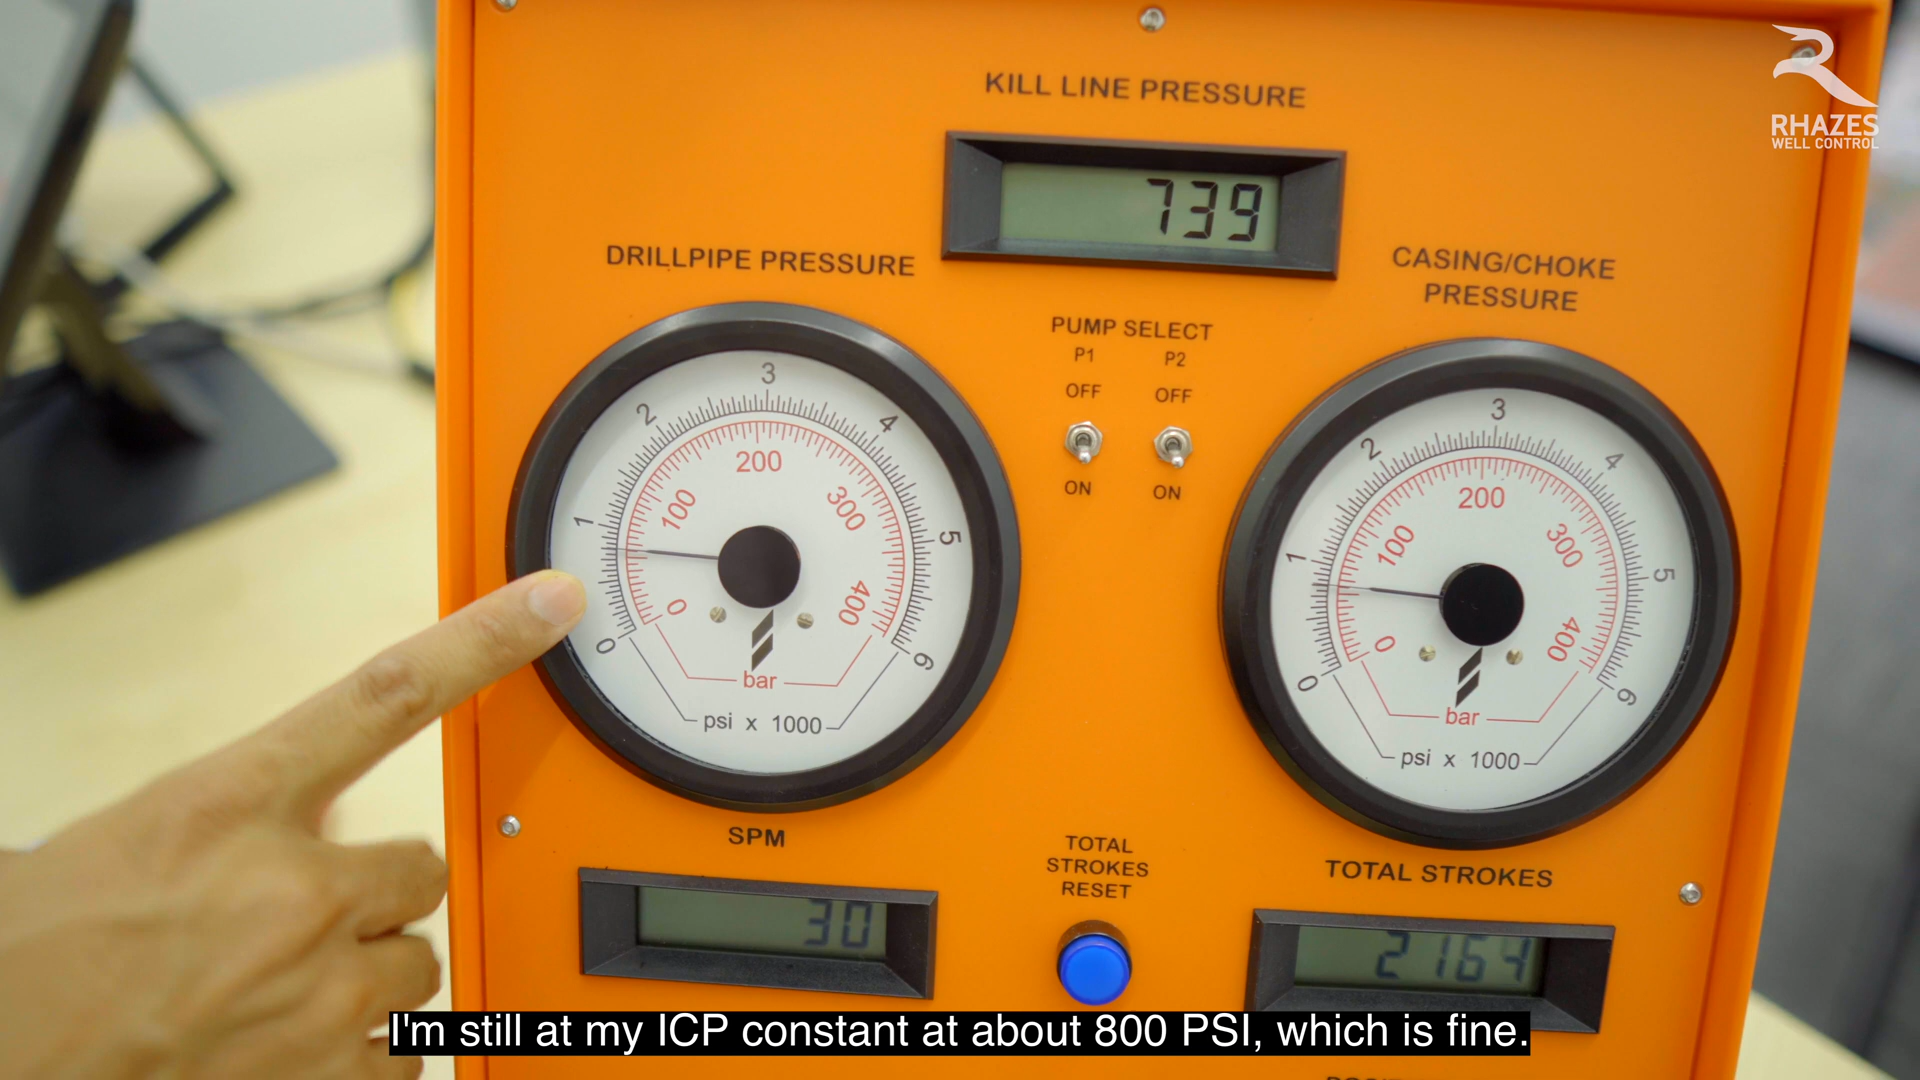 RHAZES
WELL CONTROL
KILL LINE PRESSURE
739
DRILLPIPE PRESSURE
CASING/CHOKE
PRESSURE
PUMP SELECT
P1 P2
OFF OFF
ON ON
0 1 2 3 4 5 6
0 100 200 300 400
bar
psi x 1000
0 1 2 3 4 5 6
0 100 200 300 400
bar
psi x 1000
SPM
30
TOTAL
STROKES
RESET
TOTAL STROKES
2164
I'm still at my ICP constant at about 800 PSI, which is fine.